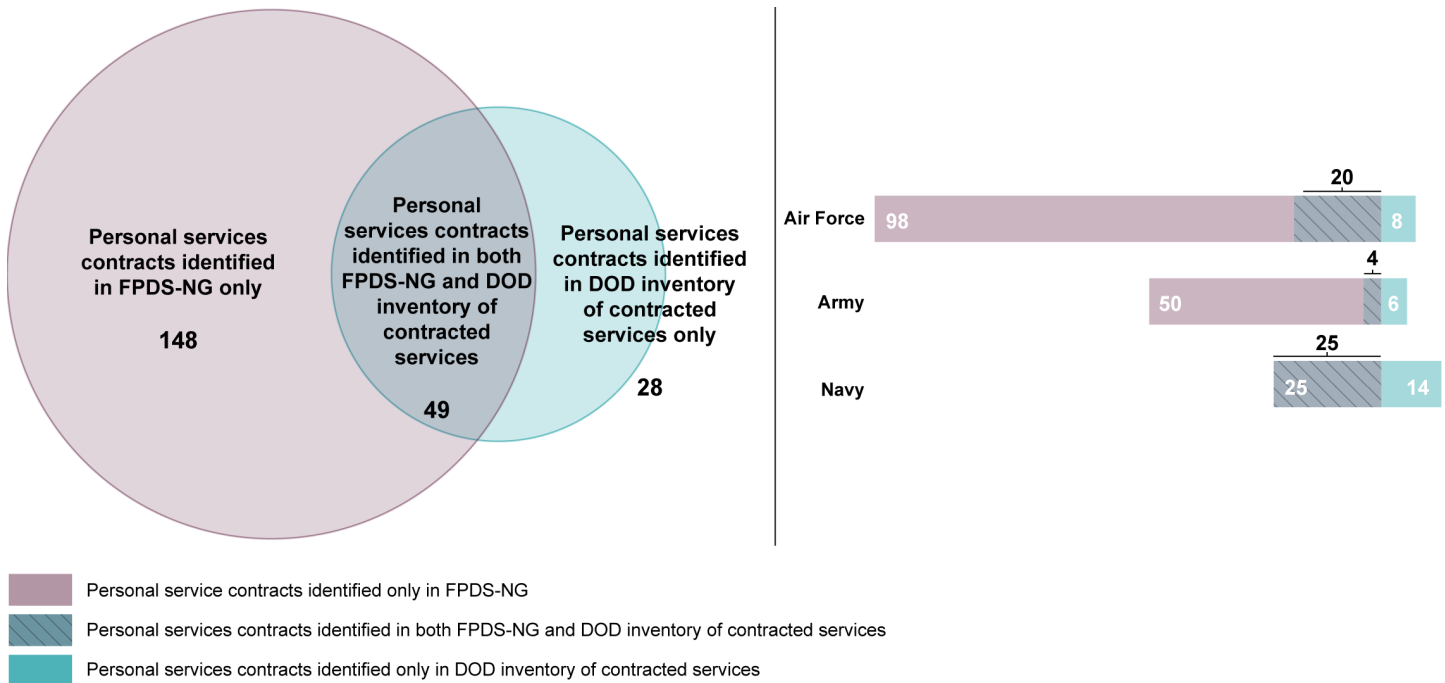 Personal services
contracts identified
in FPDS-NG only
148
Personal
services contracts
identified in both
FPDS-NG and DOD
inventory of
contracted
services
49
Personal services
contracts identified
in DOD inventory
of contracted
services only
28
20
Air Force
98
8
4
Army
50
6
25
Navy
25
14
Personal service contracts identified only in FPDS-NG
Personal services contracts identified in both FPDS-NG and DOD inventory of contracted services
Personal services contracts identified only in DOD inventory of contracted services